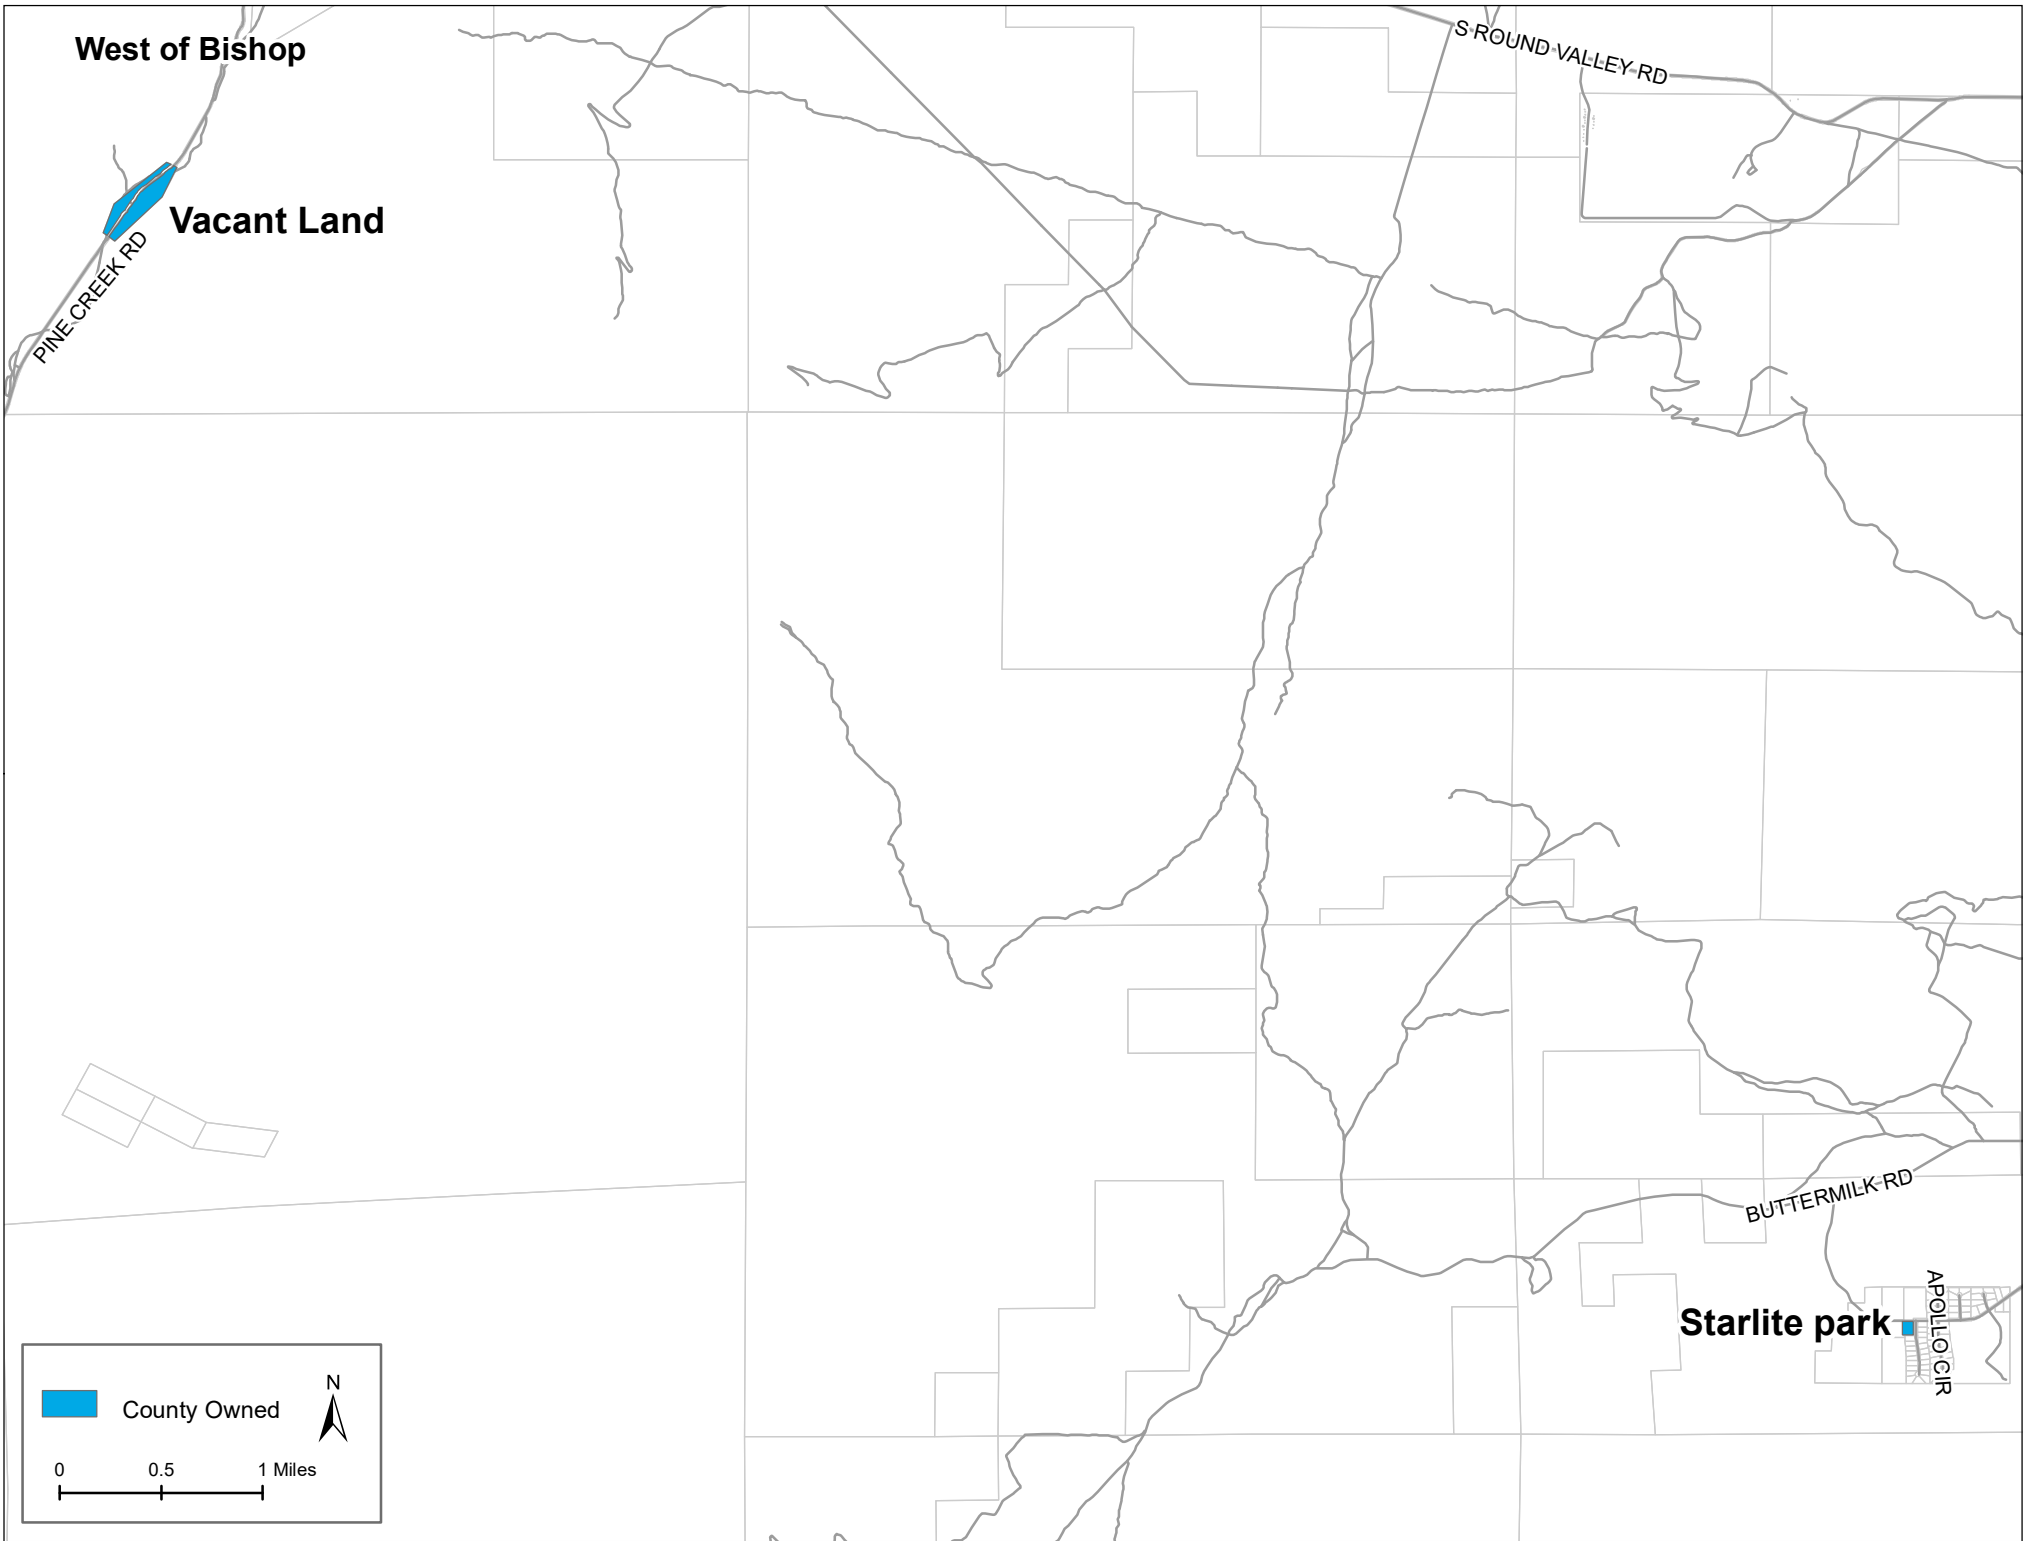 West of Bishop
S ROUND VALLEY RD
Vacant Land
PINE CREEK RD
BUTTERMILK RD
APOLLO CIR
Starlite park
N
County Owned
0 0.5 1 Miles